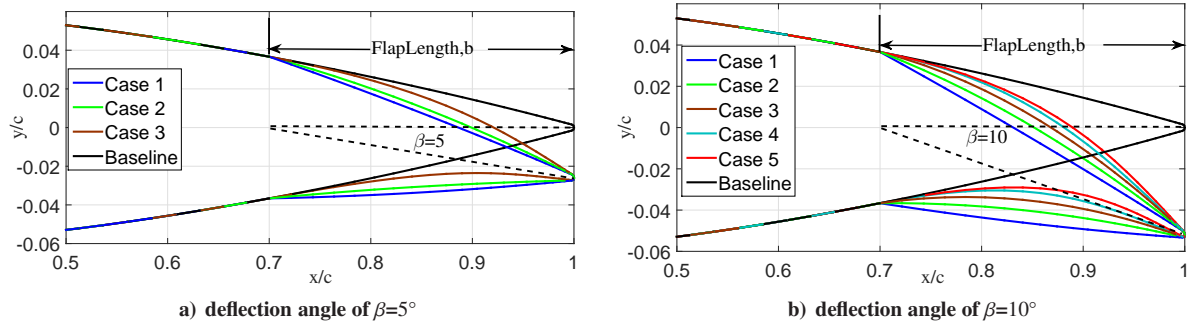 0.04
0.02
0
-0.02
-0.04
-0.06
y/c
FlapLength,b
Case 1
Case 2
Case 3
Baseline
β=5
0.5
0.6
0.7
0.8
0.9
1
x/c
a) deflection angle of β=5°
0.04
0.02
0
-0.02
-0.04
-0.06
y/c
FlapLength,b
Case 1
Case 2
Case 3
Case 4
Case 5
Baseline
β=10
0.5
0.6
0.7
0.8
0.9
1
x/c
b) deflection angle of β=10°